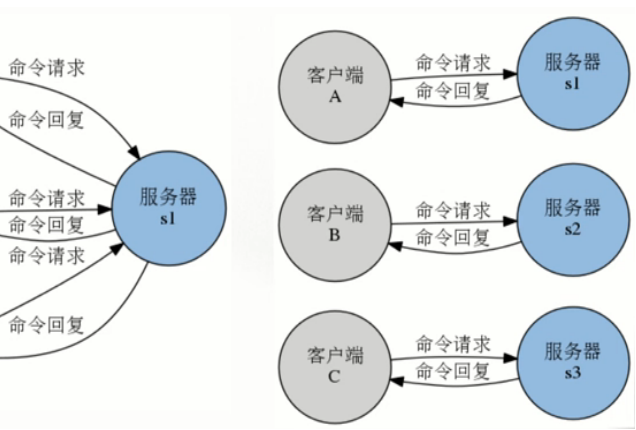 命令请求
命令回复
命令请求
命令回复
命令请求
命令回复
服务器
s1
客户端
A
命令请求
命令回复
服务器
s1
客户端
B
命令请求
命令回复
服务器
s2
客户端
C
命令请求
命令回复
服务器
s3